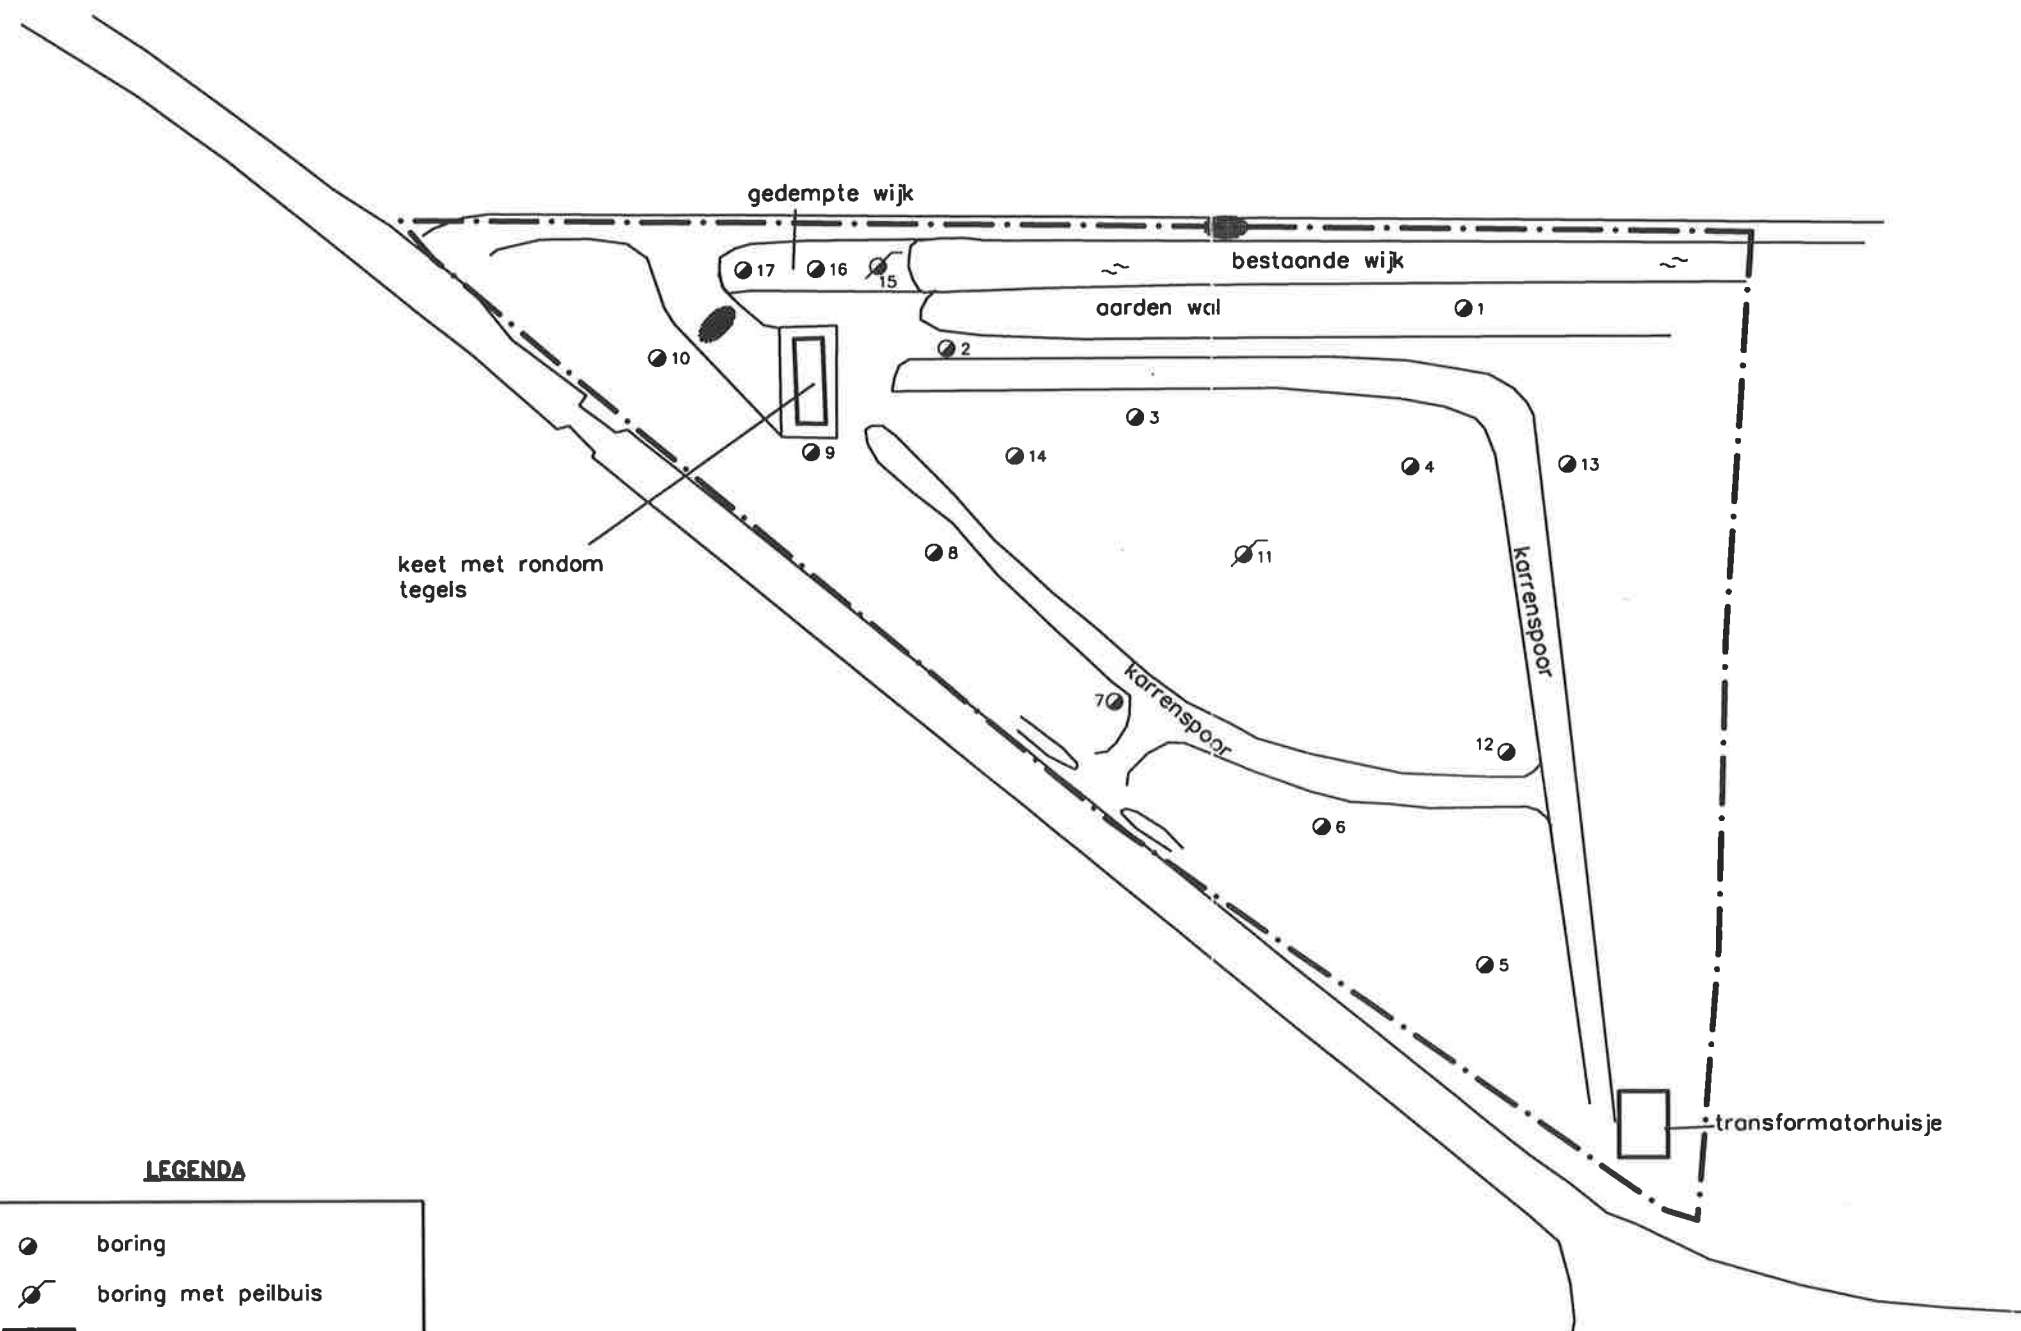 gedempte wijk
17
16
15
bestaande wijk
aarden wal
1
2
10
3
9
14
4
13
8
11
keet met rondom
tegels
karrenspoor
7
karrenspoor
12
6
5
transformatorhuisje
LEGENDA
boring
boring met peilbuis